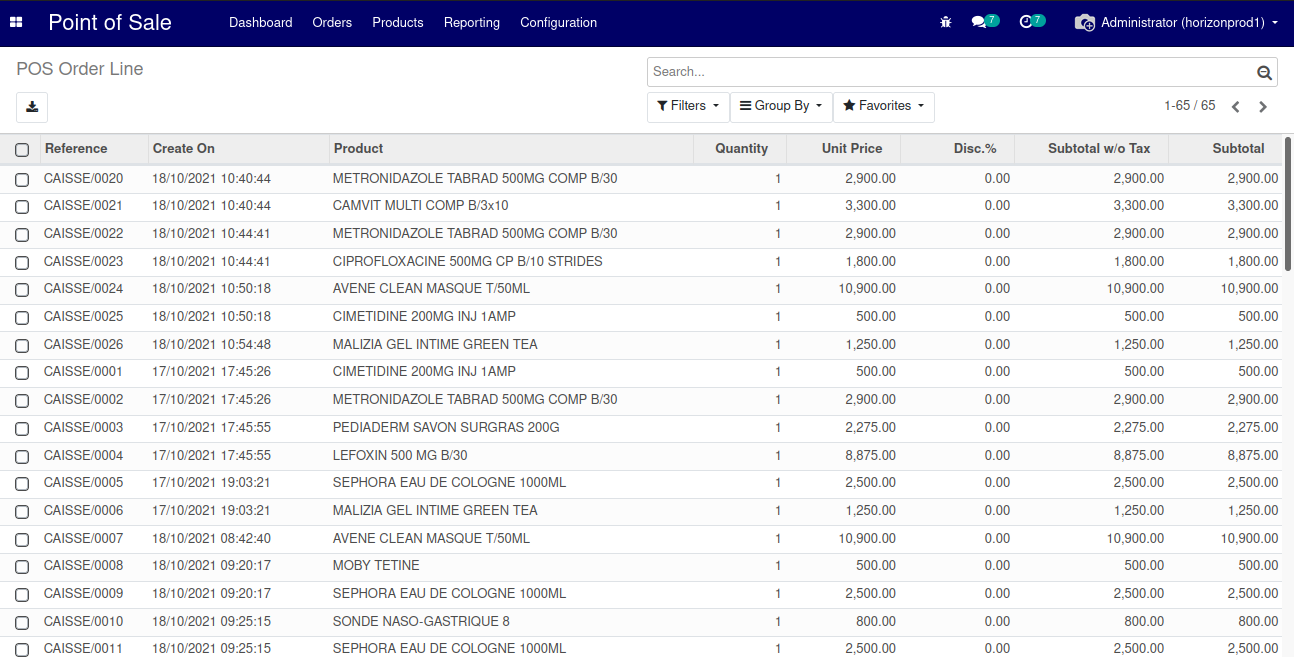 Point of Sale Dashboard Orders Products Reporting Configuration 7 7 Administrator (horizonprod1)
POS Order Line
Search...
Filters Group By Favorites 1-65 / 65
Reference Create On Product Quantity Unit Price Disc.% Subtotal w/o Tax Subtotal
CAISSE/0020 18/10/2021 10:40:44 METRONIDAZOLE TABRAD 500MG COMP B/30 1 2,900.00 0.00 2,900.00 2,900.00
CAISSE/0021 18/10/2021 10:40:44 CAMVIT MULTI COMP B/3x10 1 3,300.00 0.00 3,300.00 3,300.00
CAISSE/0022 18/10/2021 10:44:41 METRONIDAZOLE TABRAD 500MG COMP B/30 1 2,900.00 0.00 2,900.00 2,900.00
CAISSE/0023 18/10/2021 10:44:41 CIPROFLOXACINE 500MG CP B/10 STRIDES 1 1,800.00 0.00 1,800.00 1,800.00
CAISSE/0024 18/10/2021 10:50:18 AVENE CLEAN MASQUE T/50ML 1 10,900.00 0.00 10,900.00 10,900.00
CAISSE/0025 18/10/2021 10:50:18 CIMETIDINE 200MG INJ 1AMP 1 500.00 0.00 500.00 500.00
CAISSE/0026 18/10/2021 10:54:48 MALIZIA GEL INTIME GREEN TEA 1 1,250.00 0.00 1,250.00 1,250.00
CAISSE/0001 17/10/2021 17:45:26 CIMETIDINE 200MG INJ 1AMP 1 500.00 0.00 500.00 500.00
CAISSE/0002 17/10/2021 17:45:26 METRONIDAZOLE TABRAD 500MG COMP B/30 1 2,900.00 0.00 2,900.00 2,900.00
CAISSE/0003 17/10/2021 17:45:55 PEDIADERM SAVON SURGRAS 200G 1 2,275.00 0.00 2,275.00 2,275.00
CAISSE/0004 17/10/2021 17:45:55 LEFOXIN 500 MG B/30 1 8,875.00 0.00 8,875.00 8,875.00
CAISSE/0005 17/10/2021 19:03:21 SEPHORA EAU DE COLOGNE 1000ML 1 2,500.00 0.00 2,500.00 2,500.00
CAISSE/0006 17/10/2021 19:03:21 MALIZIA GEL INTIME GREEN TEA 1 1,250.00 0.00 1,250.00 1,250.00
CAISSE/0007 18/10/2021 08:42:40 AVENE CLEAN MASQUE T/50ML 1 10,900.00 0.00 10,900.00 10,900.00
CAISSE/0008 18/10/2021 09:20:17 MOBY TETINE 1 500.00 0.00 500.00 500.00
CAISSE/0009 18/10/2021 09:20:17 SEPHORA EAU DE COLOGNE 1000ML 1 2,500.00 0.00 2,500.00 2,500.00
CAISSE/0010 18/10/2021 09:25:15 SONDE NASO-GASTRIQUE 8 1 800.00 0.00 800.00 800.00
CAISSE/0011 18/10/2021 09:25:15 SEPHORA EAU DE COLOGNE 1000ML 1 2,500.00 0.00 2,500.00 2,500.00